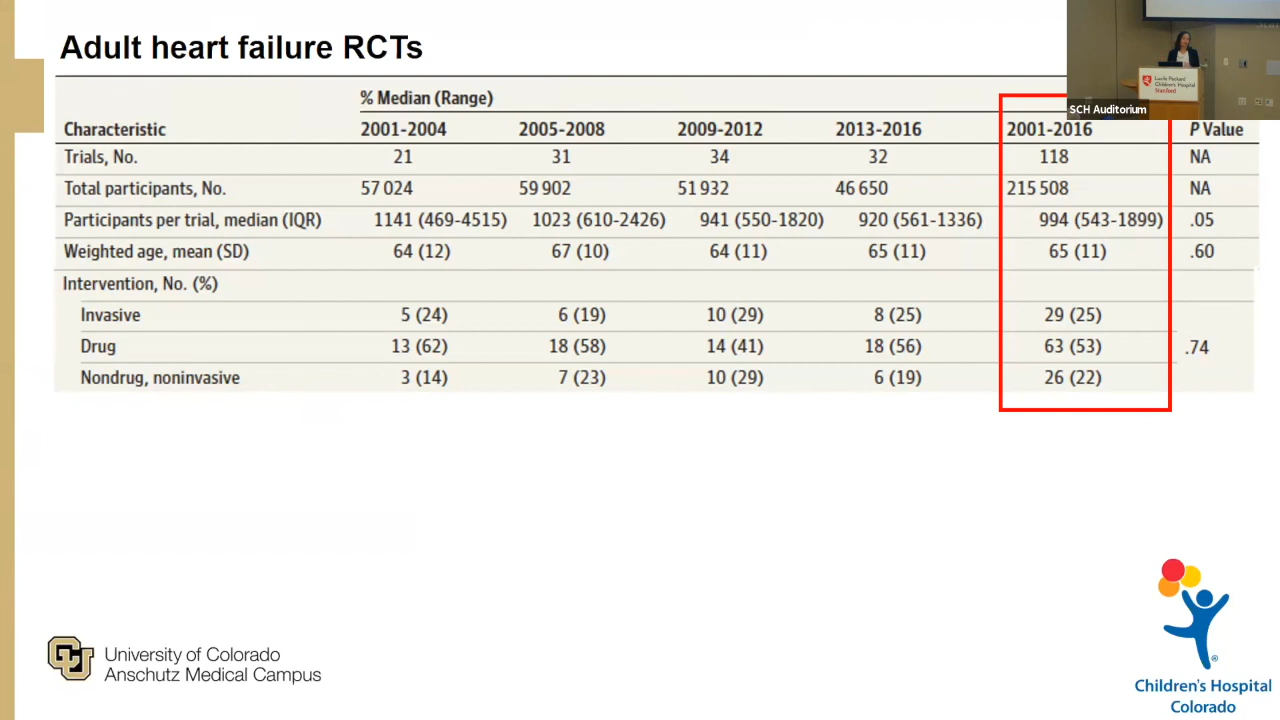 Adult heart failure RCTs
% Median (Range)
Characteristic 2001-2004 2005-2008 2009-2012 2013-2016 2001-2016 P Value
Trials, No. 21 31 34 32 118 NA
Total participants, No. 57 024 59 902 51 932 46 650 215 508 NA
Participants per trial, median (IQR) 1141 (469-4515) 1023 (610-2426) 941 (550-1820) 920 (561-1336) 994 (543-1899) .05
Weighted age, mean (SD) 64 (12) 67 (10) 64 (11) 65 (11) 65 (11) .60
Intervention, No. (%)
Invasive 5 (24) 6 (19) 10 (29) 8 (25) 29 (25)
Drug 13 (62) 18 (58) 14 (41) 18 (56) 63 (53) .74
Nondrug, noninvasive 3 (14) 7 (23) 10 (29) 6 (19) 26 (22)
Lucile Packard
Children's Hospital
Stanford
SCH Auditorium
University of Colorado
Anschutz Medical Campus
Children's Hospital
Colorado